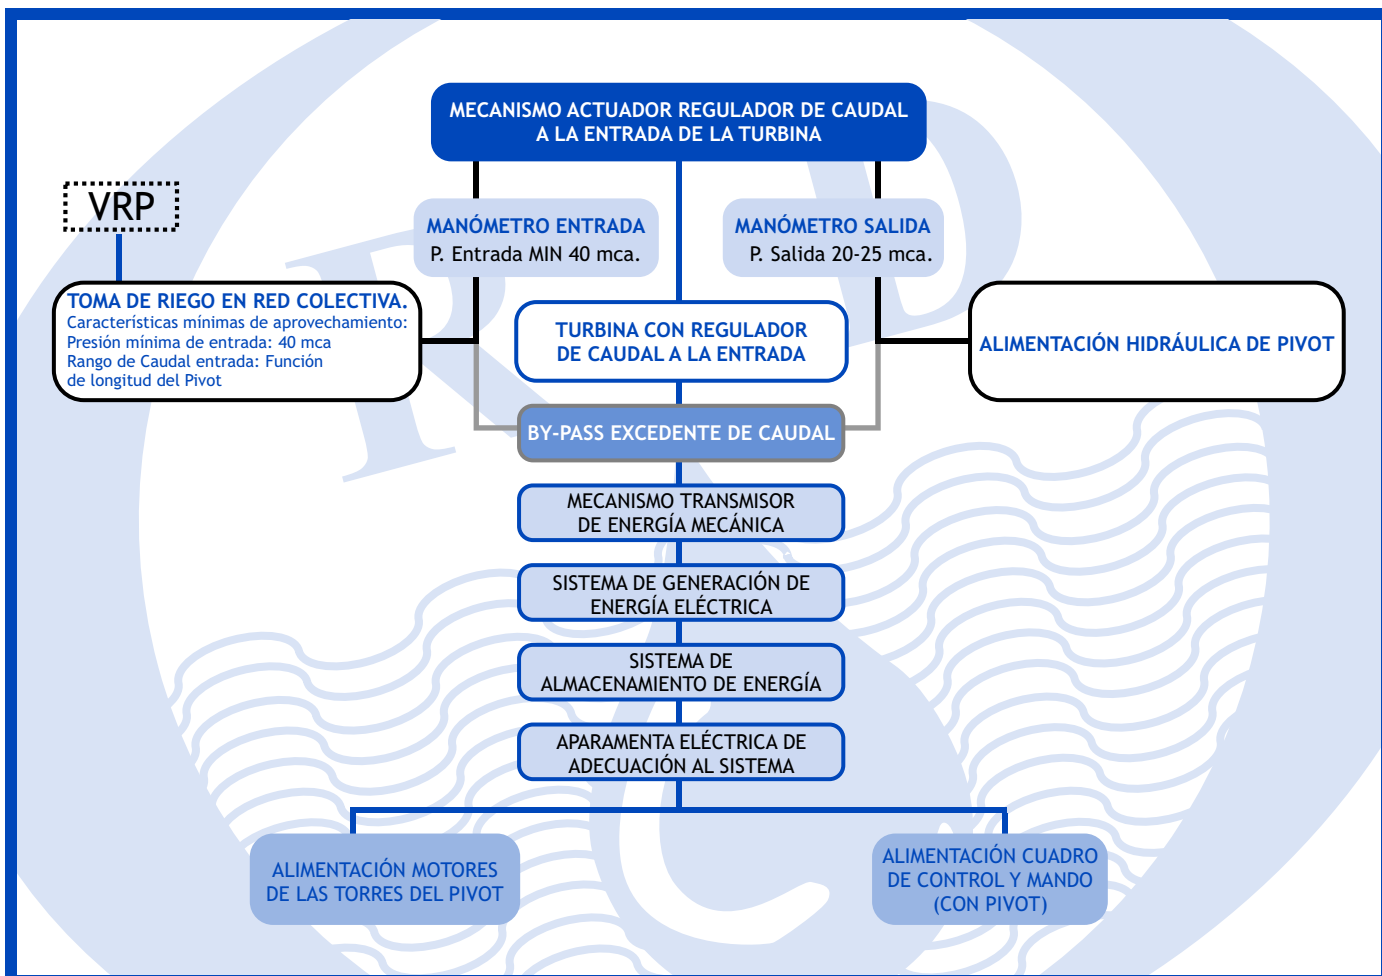 MECANISMO ACTUADOR REGULADOR DE CAUDAL
A LA ENTRADA DE LA TURBINA
VRP
MANÓMETRO ENTRADA
P. Entrada MIN 40 mca.
MANÓMETRO SALIDA
P. Salida 20-25 mca.
TOMA DE RIEGO EN RED COLECTIVA.
Características mínimas de aprovechamiento:
Presión mínima de entrada: 40 mca
Rango de Caudal entrada: Función
de longitud del Pivot
TURBINA CON REGULADOR
DE CAUDAL A LA ENTRADA
ALIMENTACIÓN HIDRÁULICA DE PIVOT
BY-PASS EXCEDENTE DE CAUDAL
MECANISMO TRANSMISOR
DE ENERGÍA MECÁNICA
SISTEMA DE GENERACIÓN DE
ENERGÍA ELÉCTRICA
SISTEMA DE
ALMACENAMIENTO DE ENERGÍA
APARAMENTA ELÉCTRICA DE
ADECUACIÓN AL SISTEMA
ALIMENTACIÓN MOTORES
DE LAS TORRES DEL PIVOT
ALIMENTACIÓN CUADRO
DE CONTROL Y MANDO
(CON PIVOT)